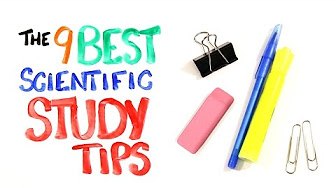 THE 9 BEST
SCIENTIFIC
STUDY
TIPS